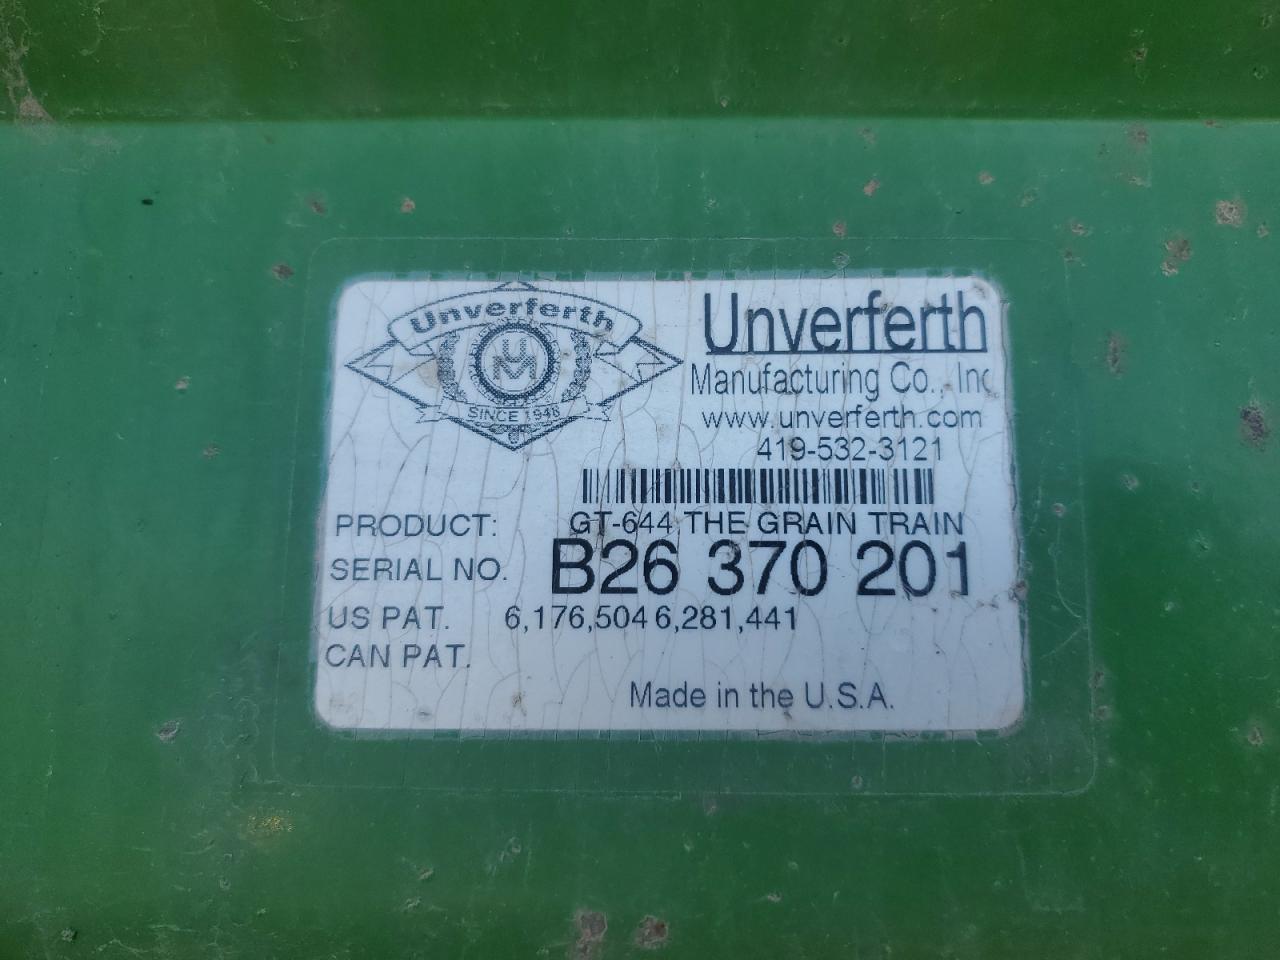 Unverferth
UM
SINCE 1948
Unverferth
Manufacturing Co., Inc
www.unverferth.com
419-532-3121
PRODUCT: GT-644 THE GRAIN TRAIN
SERIAL NO. B26 370 201
US PAT. 6,176,504 6,281,441
CAN PAT.
Made in the U.S.A.